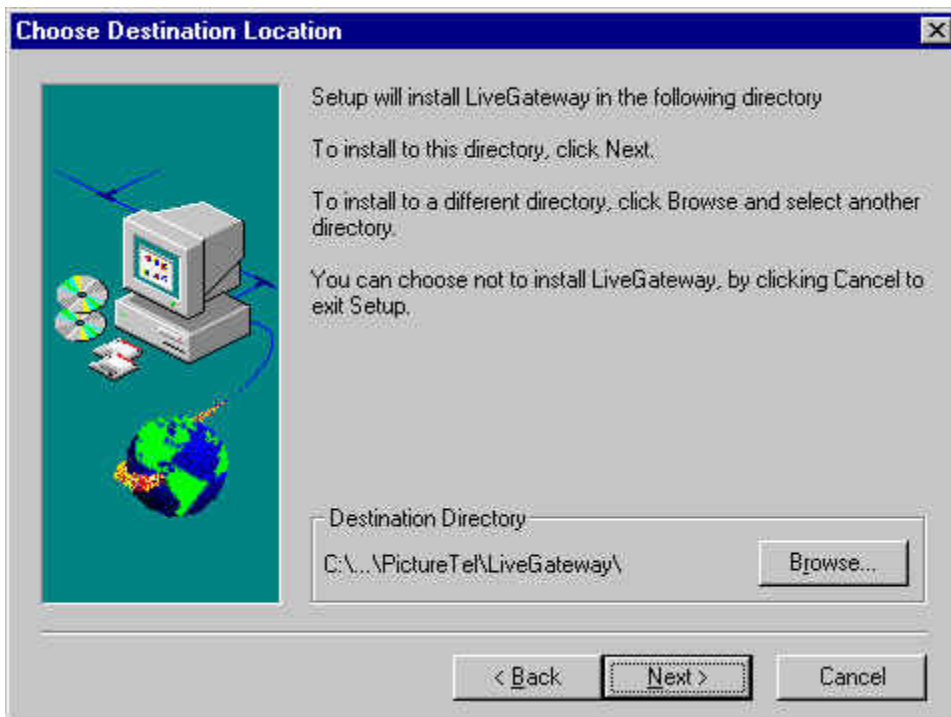 Choose Destination Location
Setup will install LiveGateway in the following directory
To install to this directory, click Next.
To install to a different directory, click Browse and select another
directory.
You can choose not to install LiveGateway, by clicking Cancel to
exit Setup.
Destination Directory
C:\...\PictureTel\LiveGateway\
Browse...
< Back
Next >
Cancel